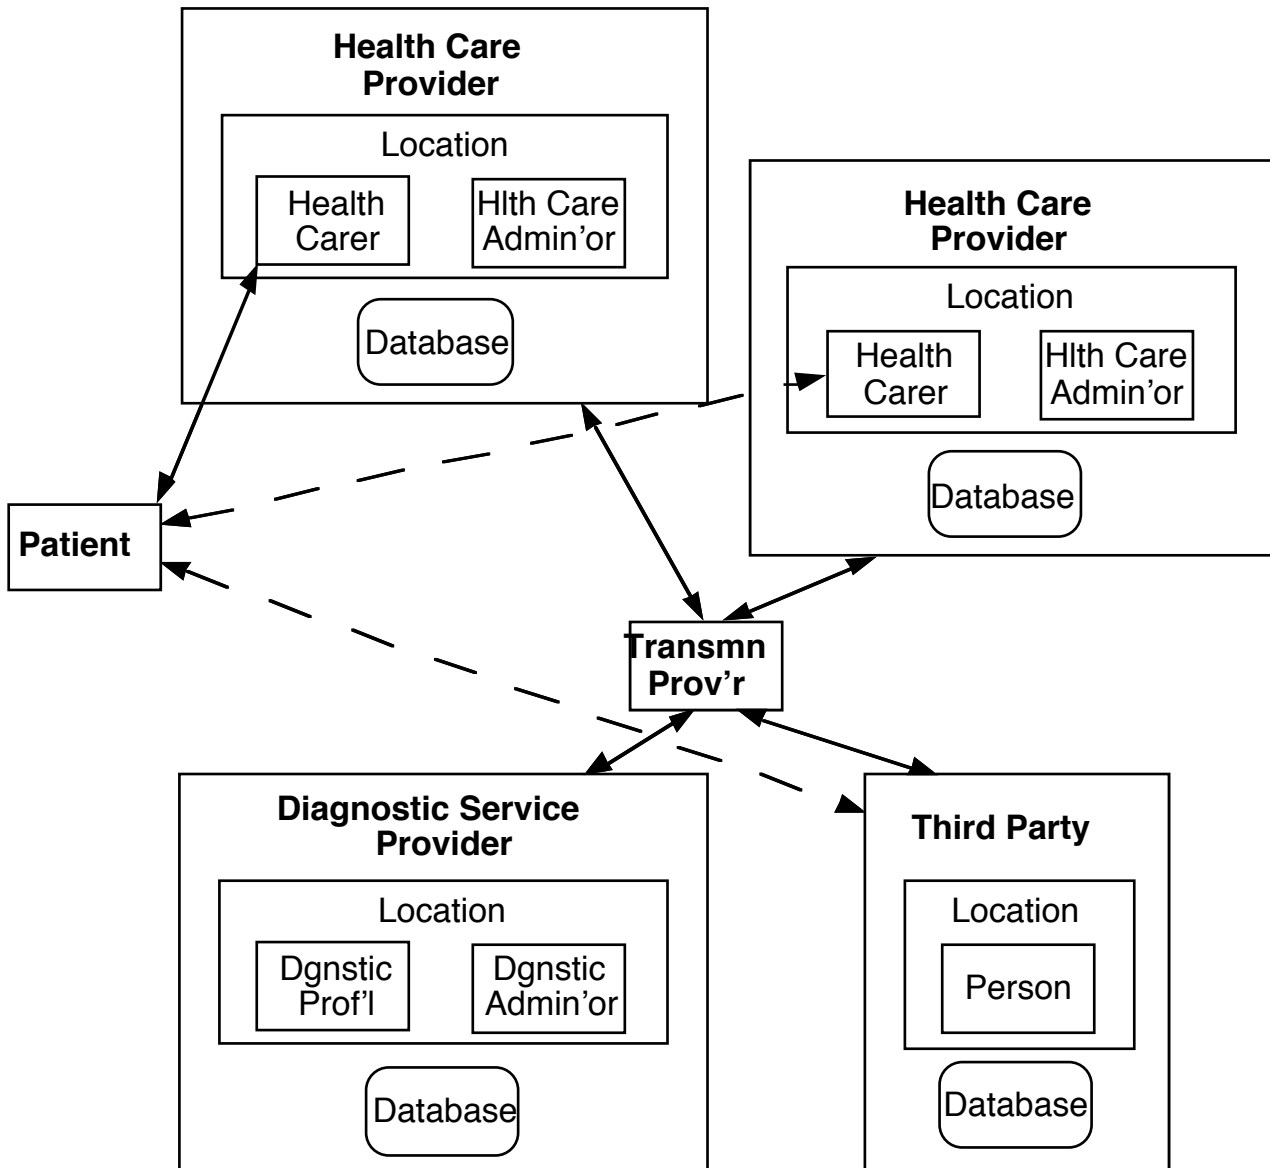 Health Care
Provider
Location
Health
Carer
Hlth Care
Admin’or
Database
Health Care
Provider
Location
Health
Carer
Hlth Care
Admin’or
Database
Patient
Transmn
Prov’r
Diagnostic Service
Provider
Location
Dgnstic
Prof’l
Dgnstic
Admin’or
Database
Third Party
Location
Person
Database